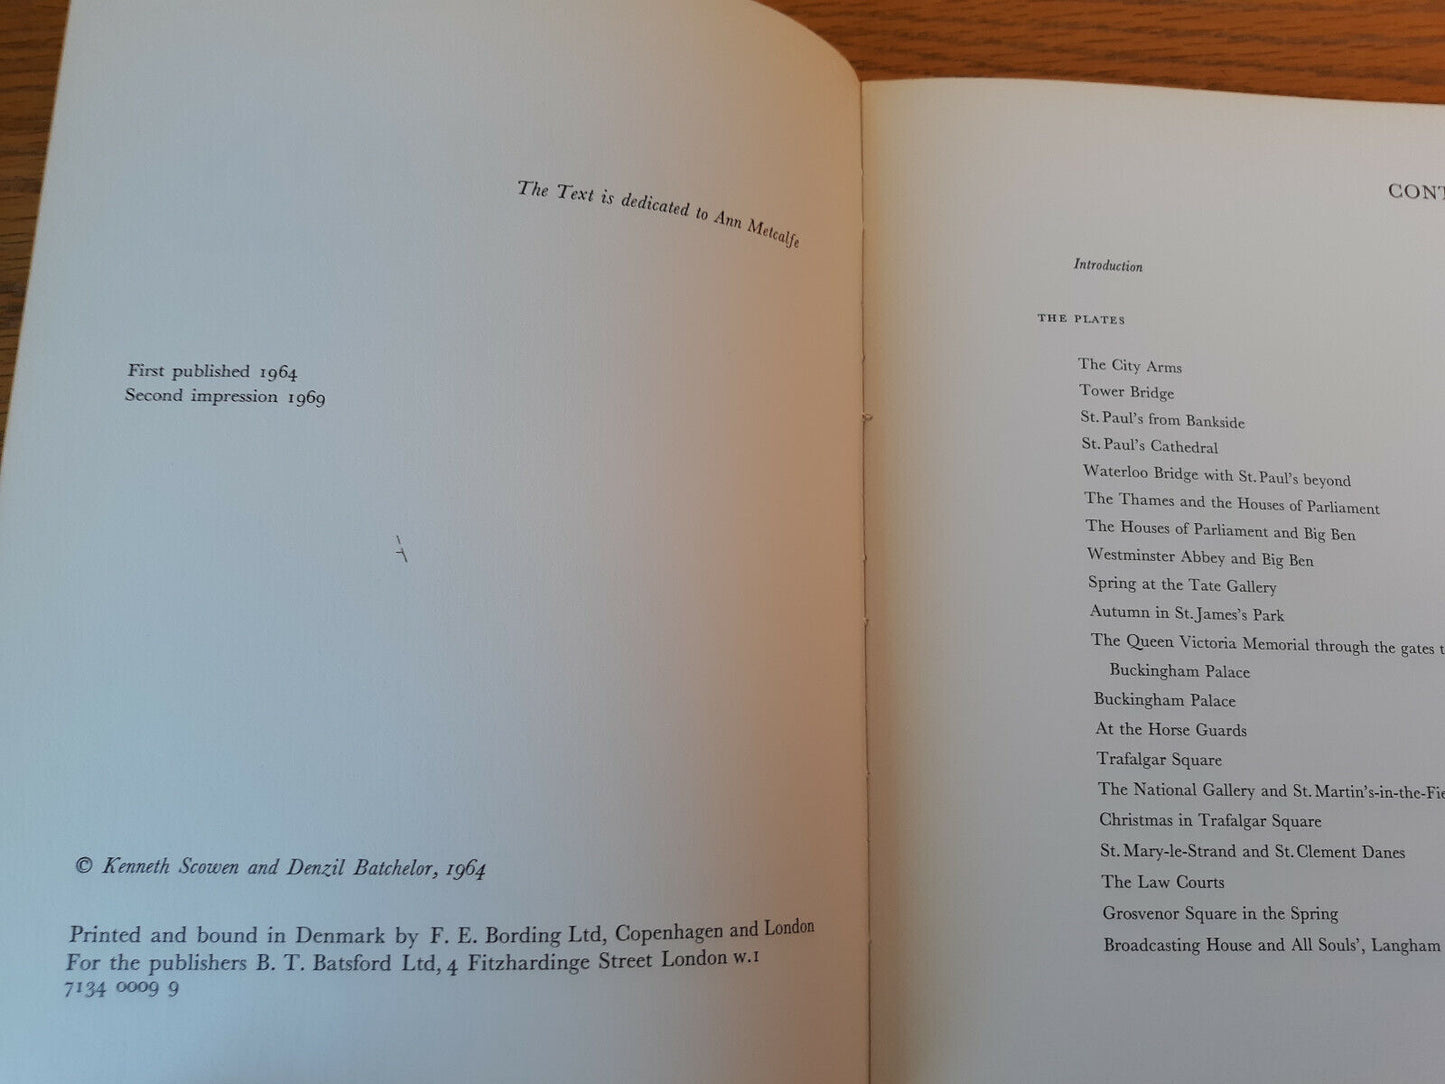 The Text is dedicated to Ann Metcalfe
First published 1964
Second impression 1969
© Kenneth Scowen and Denzil Batchelor, 1964
Printed and bound in Denmark by F. E. Bording Ltd, Copenhagen and London
For the publishers B. T. Batsford Ltd, 4 Fitzhardinge Street London W.1
7134 0009 9
CONT
Introduction
THE PLATES
The City Arms
Tower Bridge
St. Paul's from Bankside
St. Paul's Cathedral
Waterloo Bridge with St. Paul's beyond
The Thames and the Houses of Parliament
The Houses of Parliament and Big Ben
Westminster Abbey and Big Ben
Spring at the Tate Gallery
Autumn in St. James's Park
The Queen Victoria Memorial through the gates t
Buckingham Palace
Buckingham Palace
At the Horse Guards
Trafalgar Square
The National Gallery and St. Martin's-in-the-Fie
Christmas in Trafalgar Square
St. Mary-le-Strand and St. Clement Danes
The Law Courts
Grosvenor Square in the Spring
Broadcasting House and All Souls', Langham